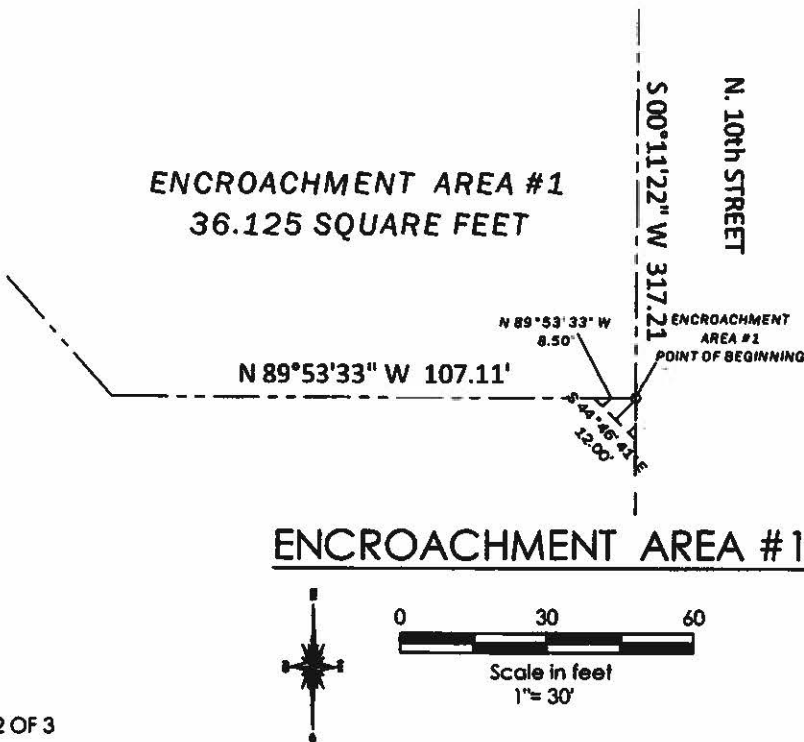 N. 10th STREET
S 00°11'22" W 317.21
ENCROACHMENT AREA #1
36.125 SQUARE FEET
N 89°53'33" W
8.50'
ENCROACHMENT
AREA #1
POINT OF BEGINNING
N 89°53'33" W 107.11'
S 44°46'41" E
12.00'
ENCROACHMENT AREA #1
0 30 60
Scale in feet
1"= 30'
2 OF 3